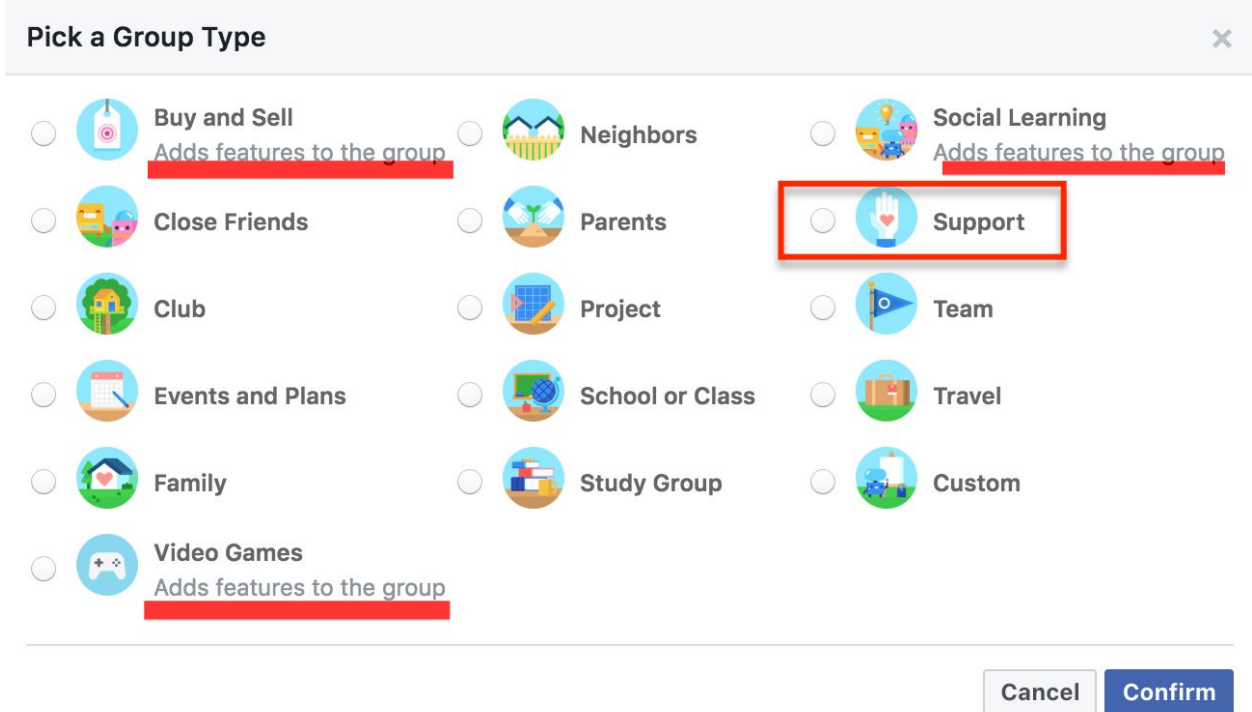 Pick a Group Type
Buy and Sell
Adds features to the group
Neighbors
Social Learning
Adds features to the group
Close Friends
Parents
Support
Club
Project
Team
Events and Plans
School or Class
Travel
Family
Study Group
Custom
Video Games
Adds features to the group
Cancel
Confirm